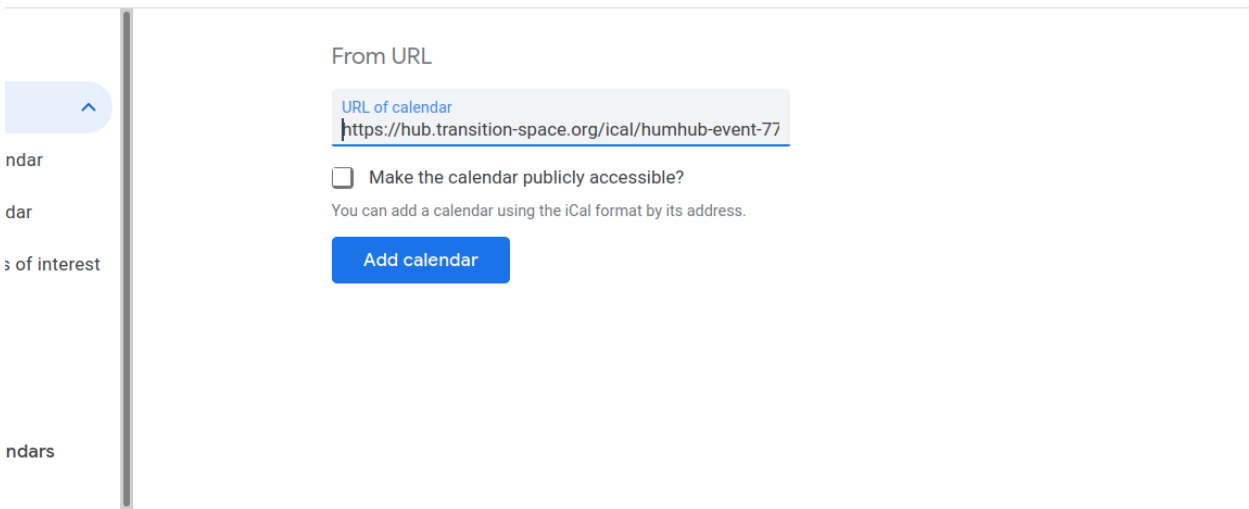 From URL
URL of calendar
https://hub.transition-space.org/ical/humhub-event-77
ndar
Make the calendar publicly accessible?
dar
You can add a calendar using the iCal format by its address.
s of interest
Add calendar
ndars